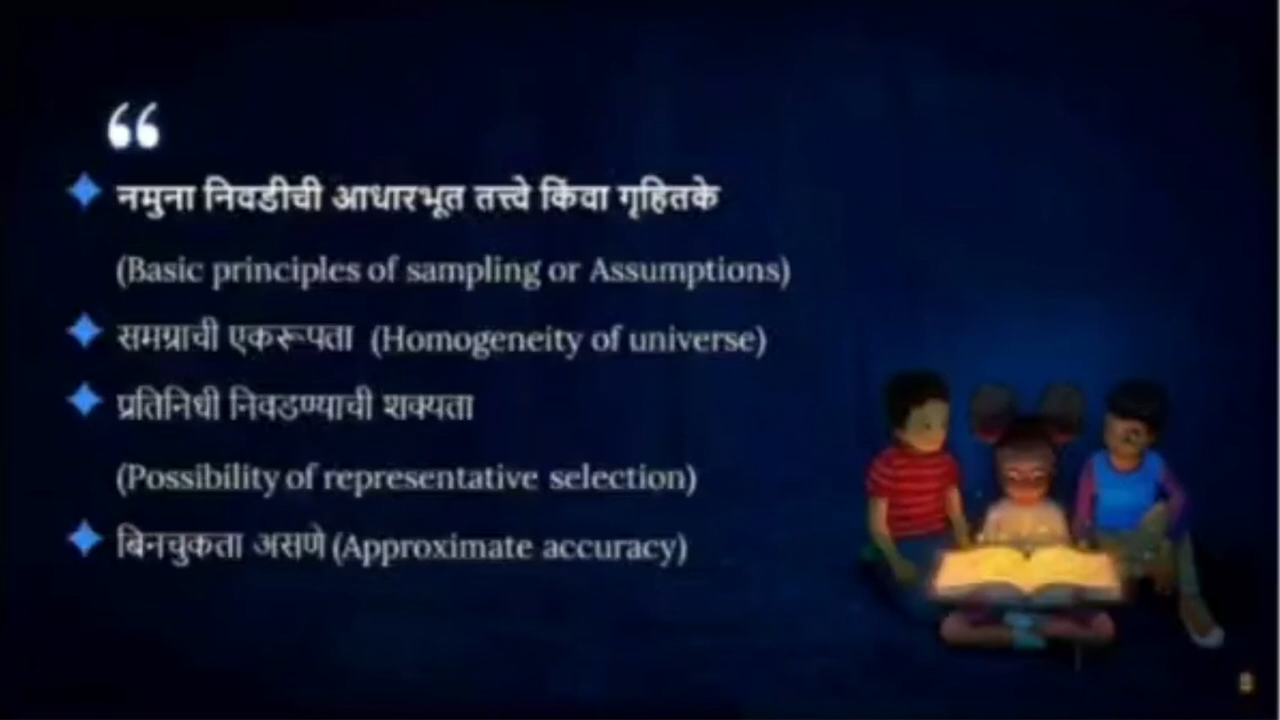 “
नमुना निवडीची आधारभूत तत्त्वे किंवा गृहितके
(Basic principles of sampling or Assumptions)
समग्राची एकरूपता (Homogeneity of universe)
प्रतिनिधी निवडण्याची शक्यता
(Possibility of representative selection)
बिनचुकता असणे (Approximate accuracy)